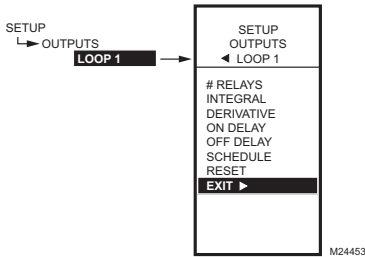 SETUP
OUTPUTS
LOOP 1
SETUP
OUTPUTS
◀ LOOP 1
# RELAYS
INTEGRAL
DERIVATIVE
ON DELAY
OFF DELAY
SCHEDULE
RESET
EXIT ▶
M24453